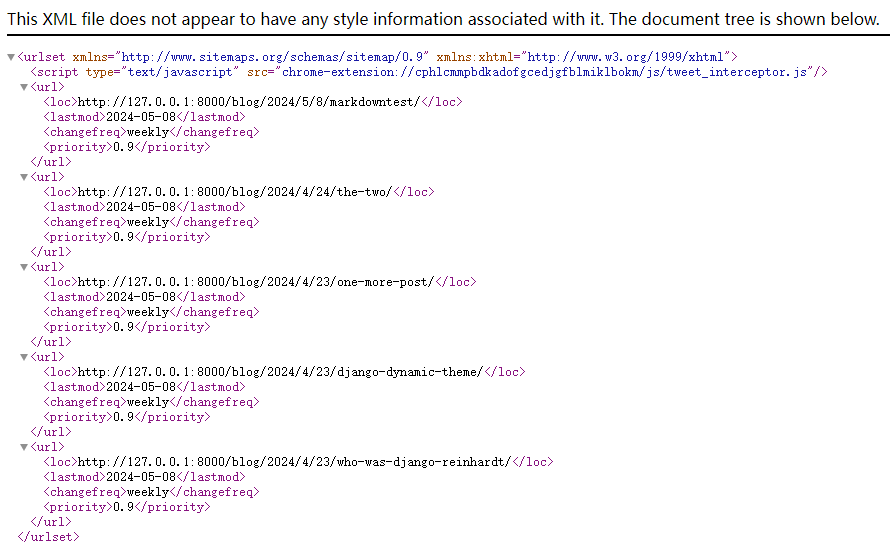 This XML file does not appear to have any style information associated with it. The document tree is shown below.
▼<urlset xmlns="http://www.sitemaps.org/schemas/sitemap/0.9" xmlns:xhtml="http://www.w3.org/1999/xhtml">
<script type="text/javascript" src="chrome-extension://cphlcmmpbdkadofgcedjgfblmiklbokm/js/tweet_interceptor.js"/>
▼<url>
<loc>http://127.0.0.1:8000/blog/2024/5/8/markdowntest/</loc>
<lastmod>2024-05-08</lastmod>
<changefreq>weekly</changefreq>
<priority>0.9</priority>
</url>
▼<url>
<loc>http://127.0.0.1:8000/blog/2024/4/24/the-two/</loc>
<lastmod>2024-05-08</lastmod>
<changefreq>weekly</changefreq>
<priority>0.9</priority>
</url>
▼<url>
<loc>http://127.0.0.1:8000/blog/2024/4/23/one-more-post/</loc>
<lastmod>2024-05-08</lastmod>
<changefreq>weekly</changefreq>
<priority>0.9</priority>
</url>
▼<url>
<loc>http://127.0.0.1:8000/blog/2024/4/23/django-dynamic-theme/</loc>
<lastmod>2024-05-08</lastmod>
<changefreq>weekly</changefreq>
<priority>0.9</priority>
</url>
▼<url>
<loc>http://127.0.0.1:8000/blog/2024/4/23/who-was-django-reinhardt/</loc>
<lastmod>2024-05-08</lastmod>
<changefreq>weekly</changefreq>
<priority>0.9</priority>
</url>
</urlset>